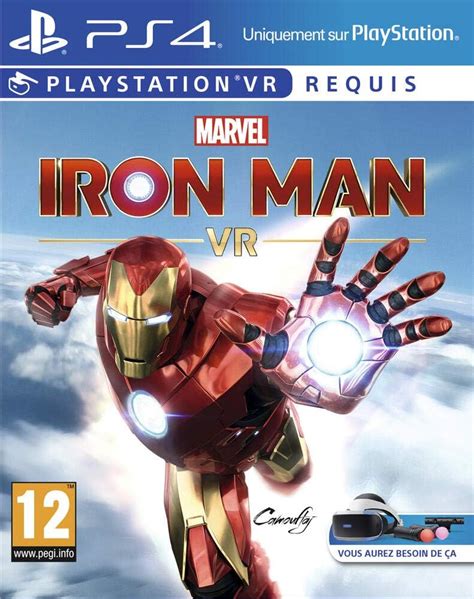 PS4 Uniquement sur PlayStation®
PLAYSTATION®VR REQUIS
MARVEL
IRON MAN
VR
12
www.pegi.info
Camouflaj
VOUS AUREZ BESOIN DE ÇA